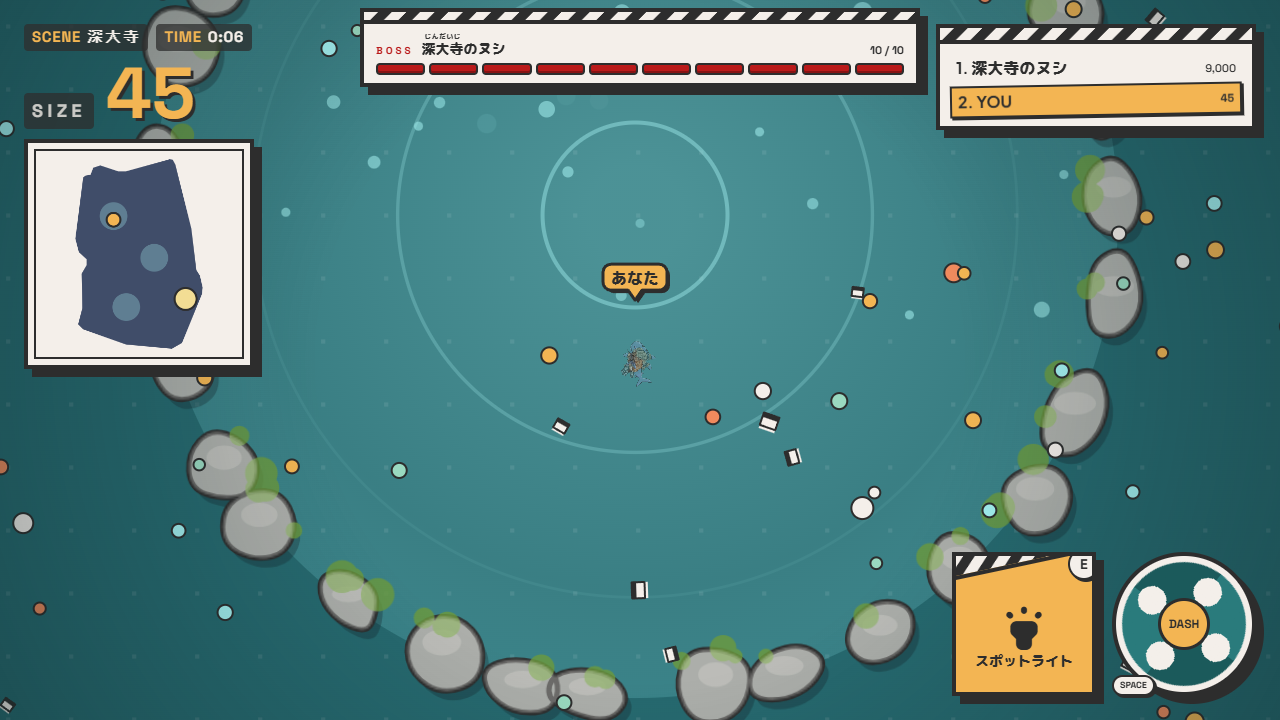 SCENE 深大寺 TIME 0:06
SIZE 45
じんだいじ
BOSS 深大寺のヌシ 10 / 10
1. 深大寺のヌシ 9,000
2. YOU 45
あなた
E
スポットライト
DASH
SPACE